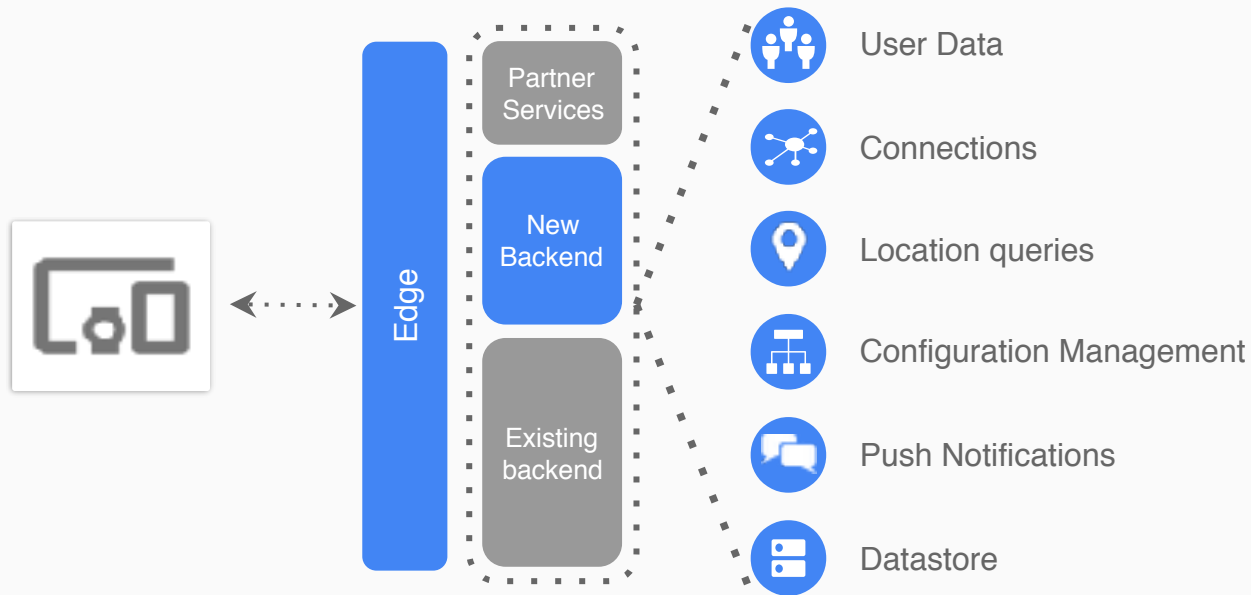 Edge
Partner
Services
New
Backend
Existing
backend
User Data
Connections
Location queries
Configuration Management
Push Notifications
Datastore